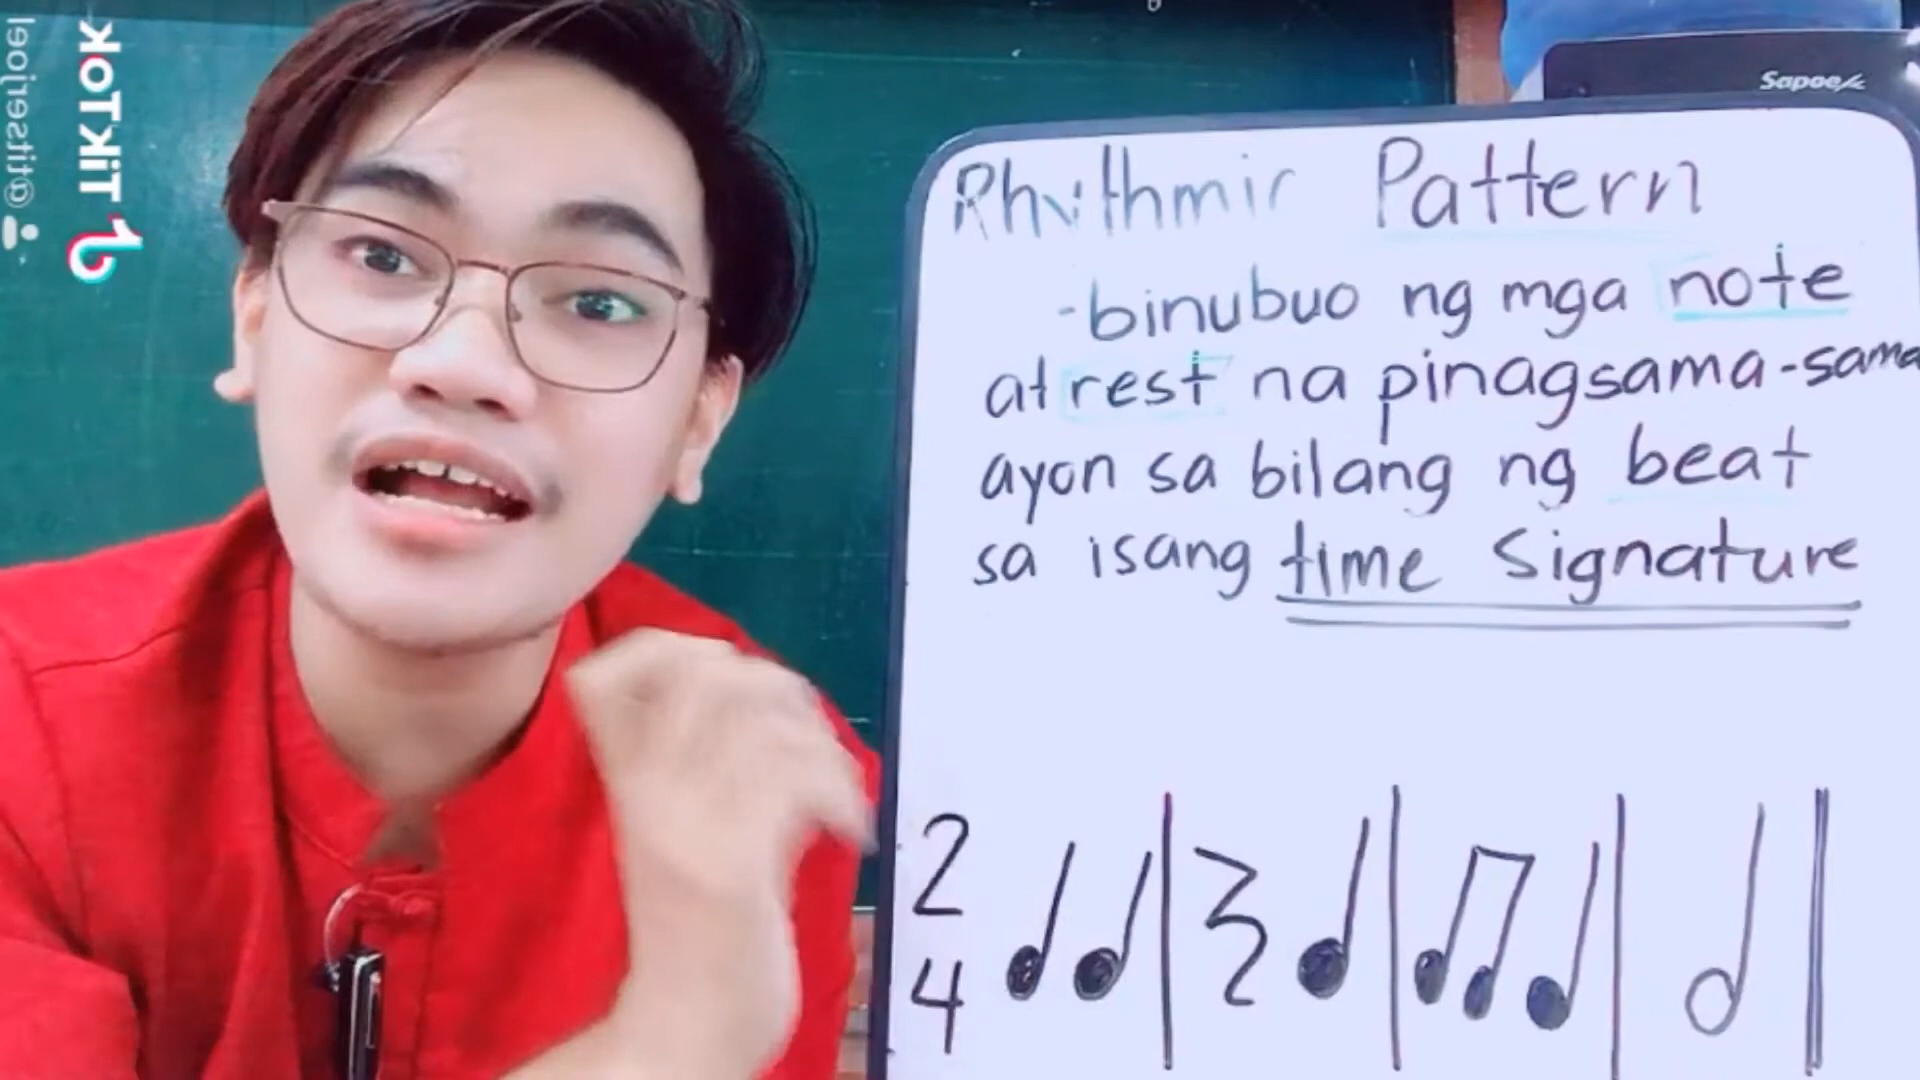 TikTok
@titserjoel
Sapoe
Rhythmic Pattern
-binubuo ng mga note
at rest na pinagsama-sama
ayon sa bilang ng beat
sa isang time Signature
2
4